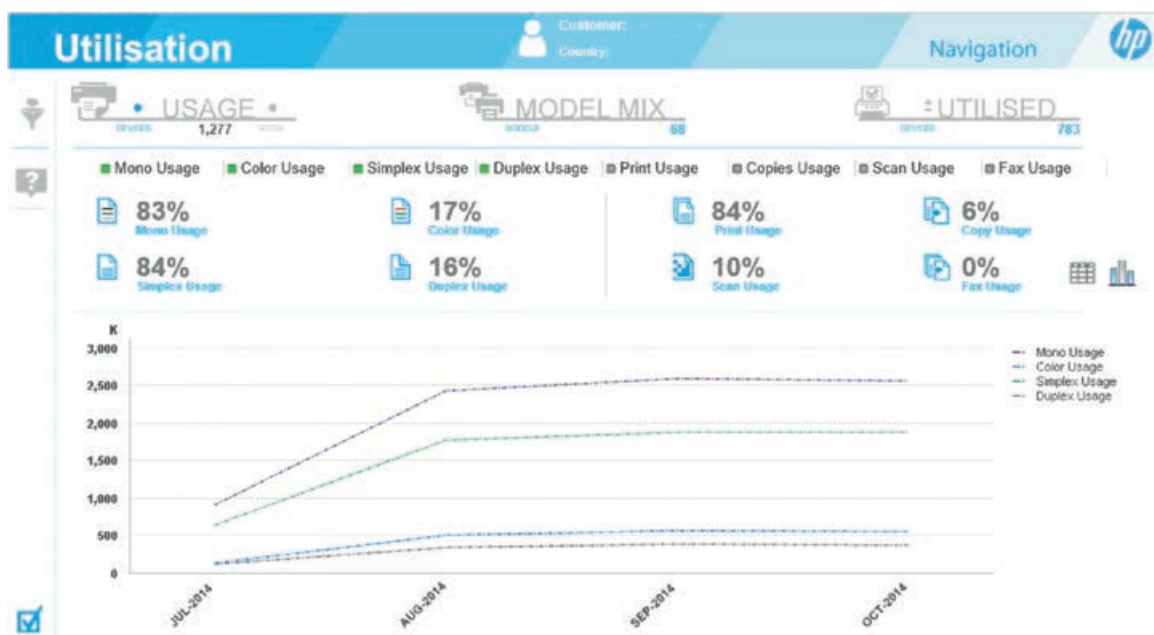 Utilisation
Customer:
Country:
Navigation
hp
USAGE
DEVICES 1,277
MODEL MIX
MODELS 68
±UTILISED
DEVICES 783
Mono Usage Color Usage Simplex Usage Duplex Usage Print Usage Copies Usage Scan Usage Fax Usage
83%
Mono Usage
17%
Color Usage
84%
Print Usage
6%
Copy Usage
84%
Simplex Usage
16%
Duplex Usage
10%
Scan Usage
0%
Fax Usage
K
3,000
2,500
2,000
1,500
1,000
500
0
JUL-2014
AUG-2014
SEP-2014
OCT-2014
Mono Usage
Color Usage
Simplex Usage
Duplex Usage